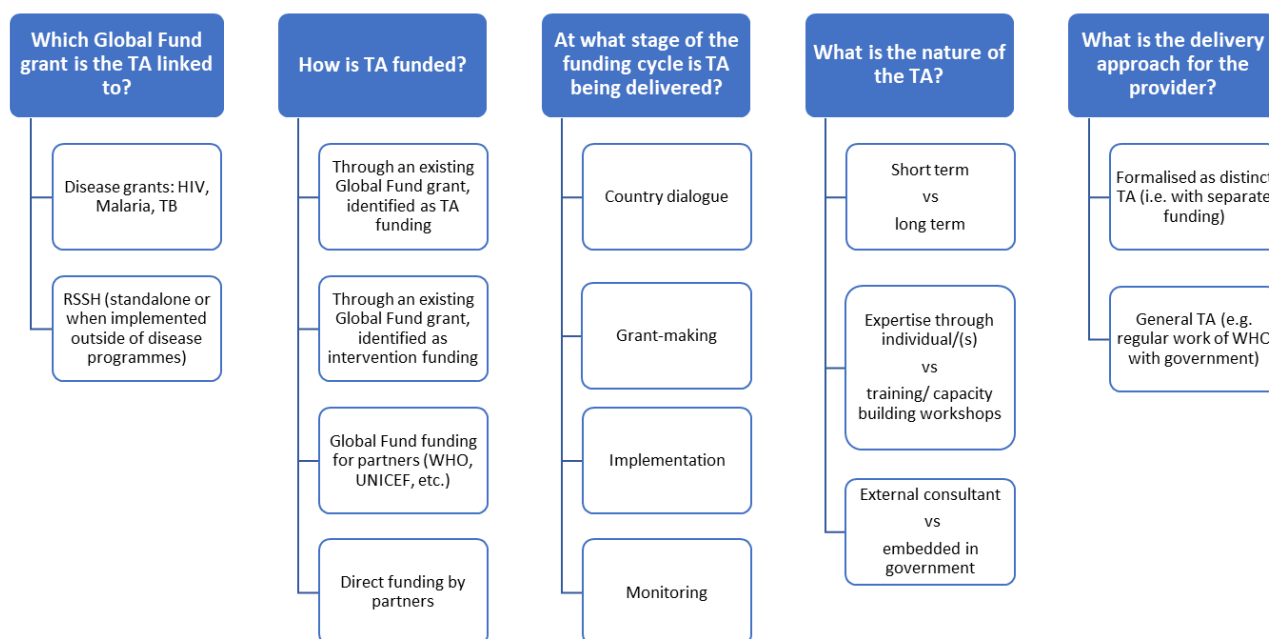 Which Global Fund
grant is the TA linked
to?
Disease grants: HIV,
Malaria, TB
RSSH (standalone or
when implemented
outside of disease
programmes)
How is TA funded?
Through an existing
Global Fund grant,
identified as TA
funding
Through an existing
Global Fund grant,
identified as
intervention funding
Global Fund funding
for partners (WHO,
UNICEF, etc.)
Direct funding by
partners
At what stage of the
funding cycle is TA
being delivered?
Country dialogue
Grant-making
Implementation
Monitoring
What is the nature of
the TA?
Short term
vs
long term
Expertise through
individual/(s)
vs
training/ capacity
building workshops
External consultant
vs
embedded in
government
What is the delivery
approach for the
provider?
Formalised as distinct
TA (i.e. with separate
funding)
General TA (e.g.
regular work of WHO
with government)